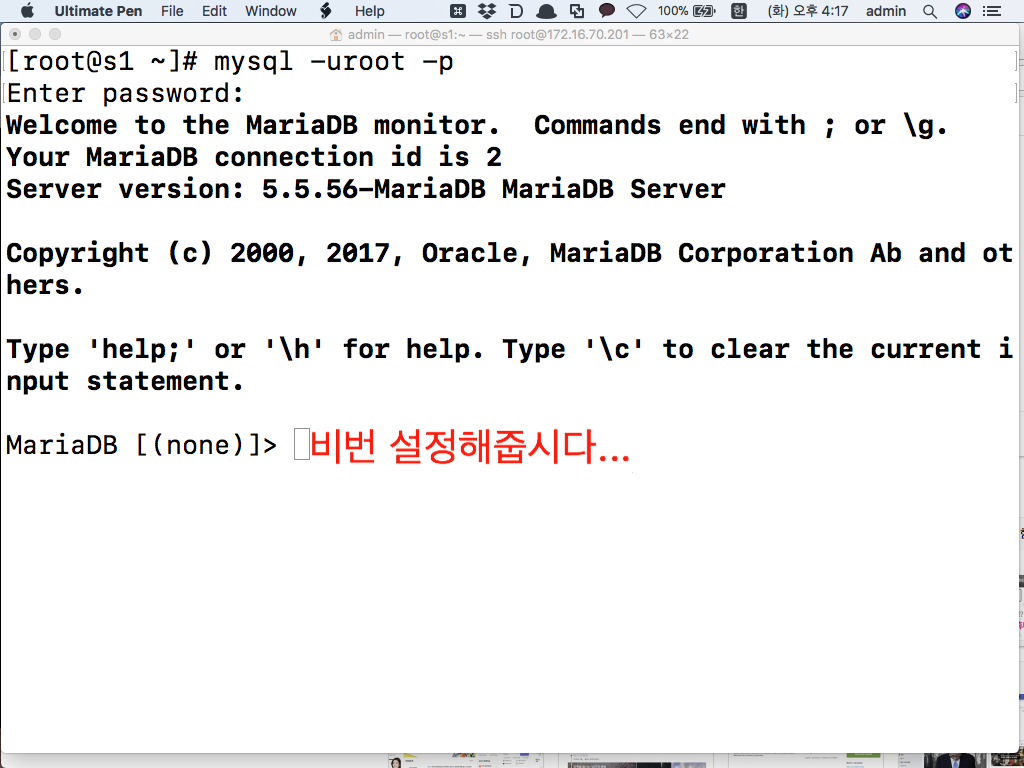 Ultimate Pen File Edit Window Help 100% 한 (화) 오후 4:17 admin
admin — root@s1:~ — ssh root@172.16.70.201 — 63×22
[root@s1 ~]# mysql -uroot -p
Enter password:
Welcome to the MariaDB monitor.  Commands end with ; or \g.
Your MariaDB connection id is 2
Server version: 5.5.56-MariaDB MariaDB Server
Copyright (c) 2000, 2017, Oracle, MariaDB Corporation Ab and ot
hers.
Type 'help;' or '\h' for help. Type '\c' to clear the current i
nput statement.
MariaDB [(none)]> 비번 설정해줍시다...